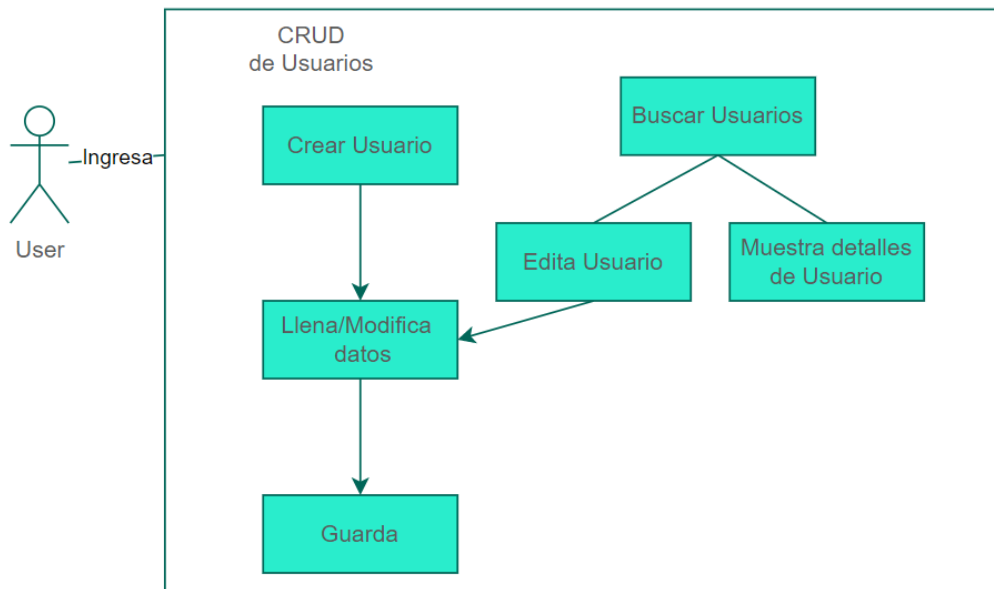 CRUD
de Usuarios
Crear Usuario
Buscar Usuarios
Ingresa
User
Edita Usuario
Muestra detalles
de Usuario
Llena/Modifica
datos
Guarda